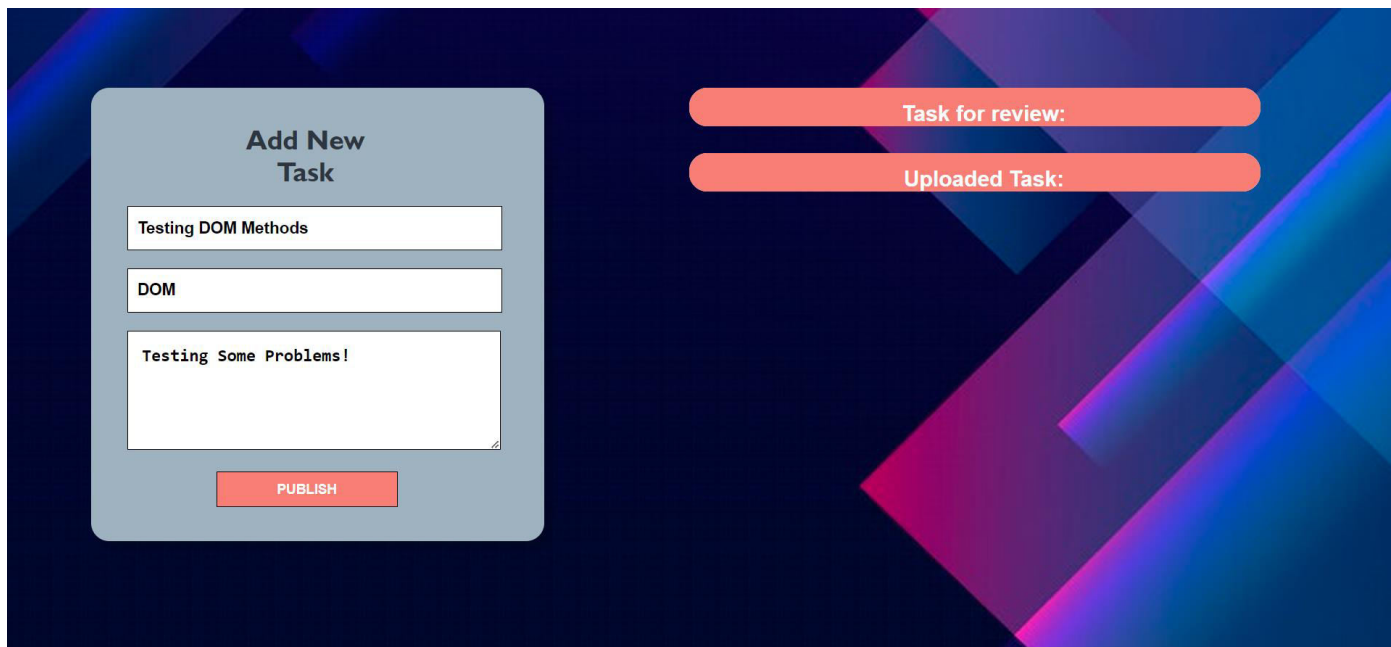 Add New
Task
Testing DOM Methods
DOM
Testing Some Problems!
PUBLISH
Task for review:
Uploaded Task: